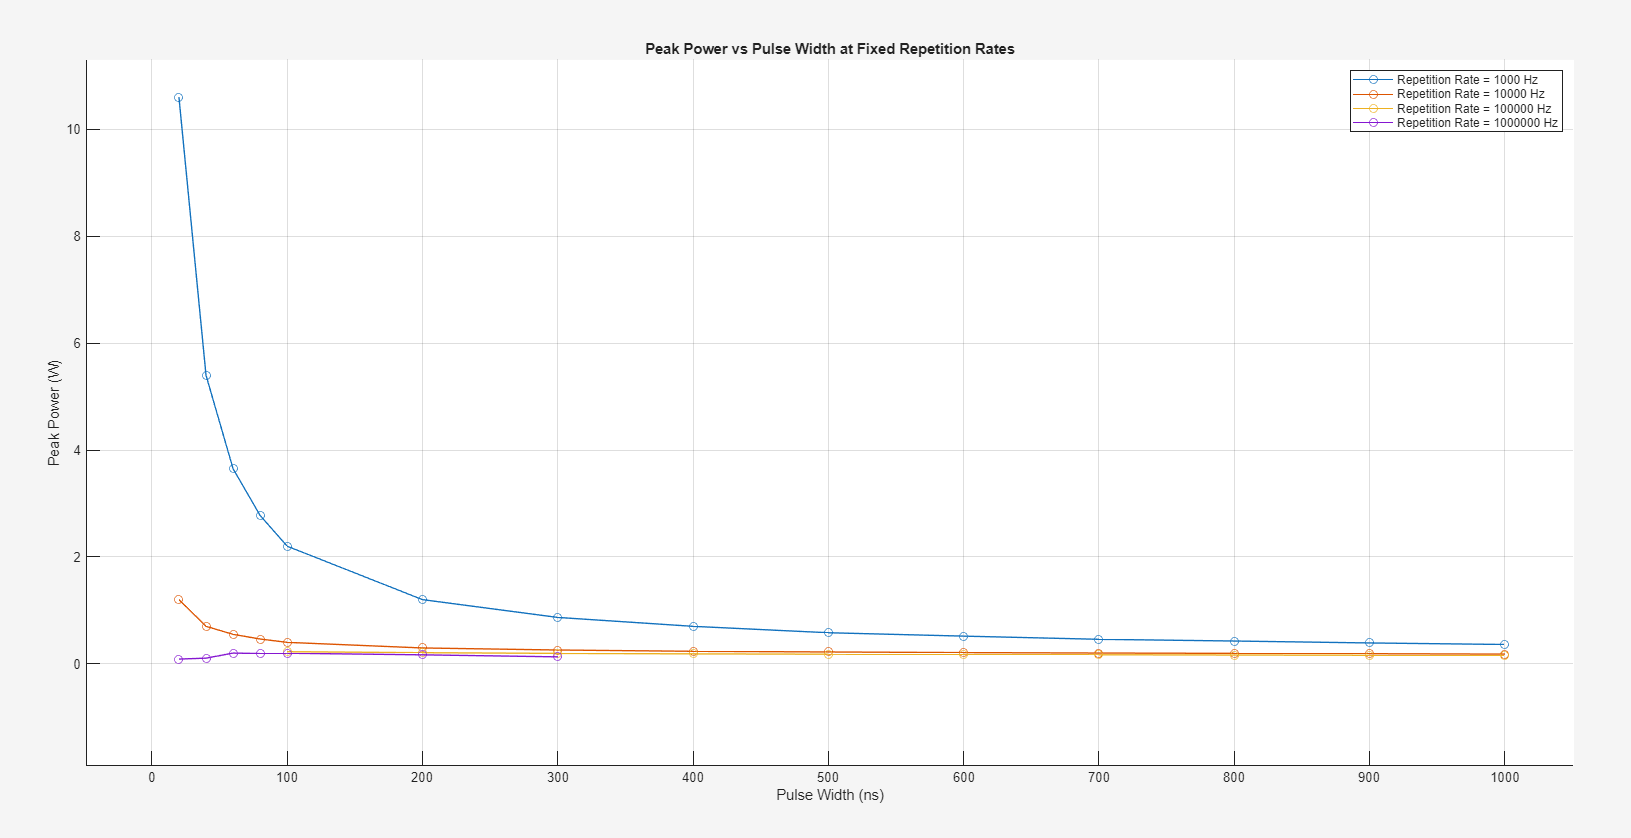 Peak Power vs Pulse Width at Fixed Repetition Rates
Repetition Rate = 1000 Hz
Repetition Rate = 10000 Hz
Repetition Rate = 100000 Hz
Repetition Rate = 1000000 Hz
Peak Power (W)
10
8
6
4
2
0
0 100 200 300 400 500 600 700 800 900 1000
Pulse Width (ns)